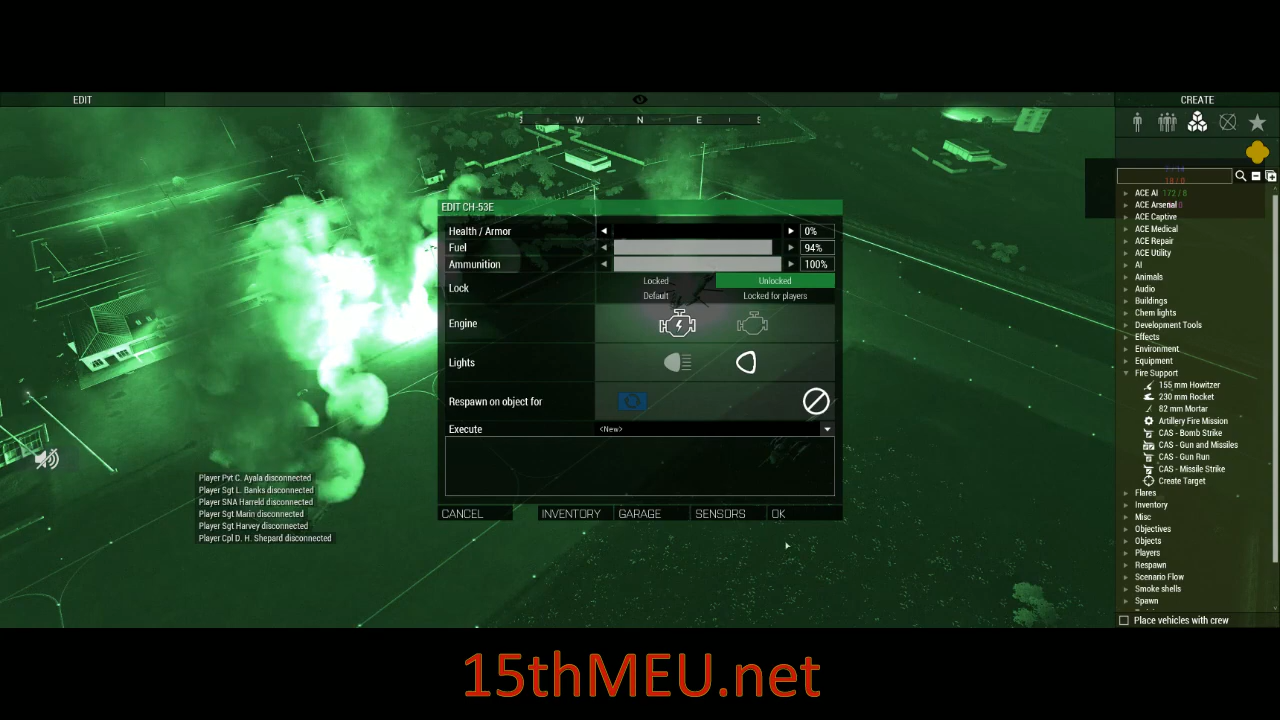 EDIT
W N E
CREATE
EDIT CH-53E
Health / Armor 0%
Fuel 94%
Ammunition 100%
Lock
Locked Unlocked
Default Locked for players
Engine
Lights
Respawn on object for
Execute <New>
CANCEL INVENTORY GARAGE SENSORS OK
Player Pvt C. Ayala disconnected
Player Sgt L. Banks disconnected
Player SNA Harreld disconnected
Player Sgt Marin disconnected
Player Sgt Harvey disconnected
Player Cpl D. H. Shepard disconnected
18 / 0
ACE AI 172 / 8
ACE Arsenal
ACE Captive
ACE Medical
ACE Repair
ACE Utility
AI
Animals
Audio
Buildings
Chem lights
Development Tools
Effects
Environment
Equipment
Fire Support
155 mm Howitzer
230 mm Rocket
82 mm Mortar
Artillery Fire Mission
CAS - Bomb Strike
CAS - Gun and Missiles
CAS - Gun Run
CAS - Missile Strike
Create Target
Flares
Inventory
Misc
Objectives
Objects
Players
Respawn
Scenario Flow
Smoke shells
Spawn
Place vehicles with crew
15thMEU.net